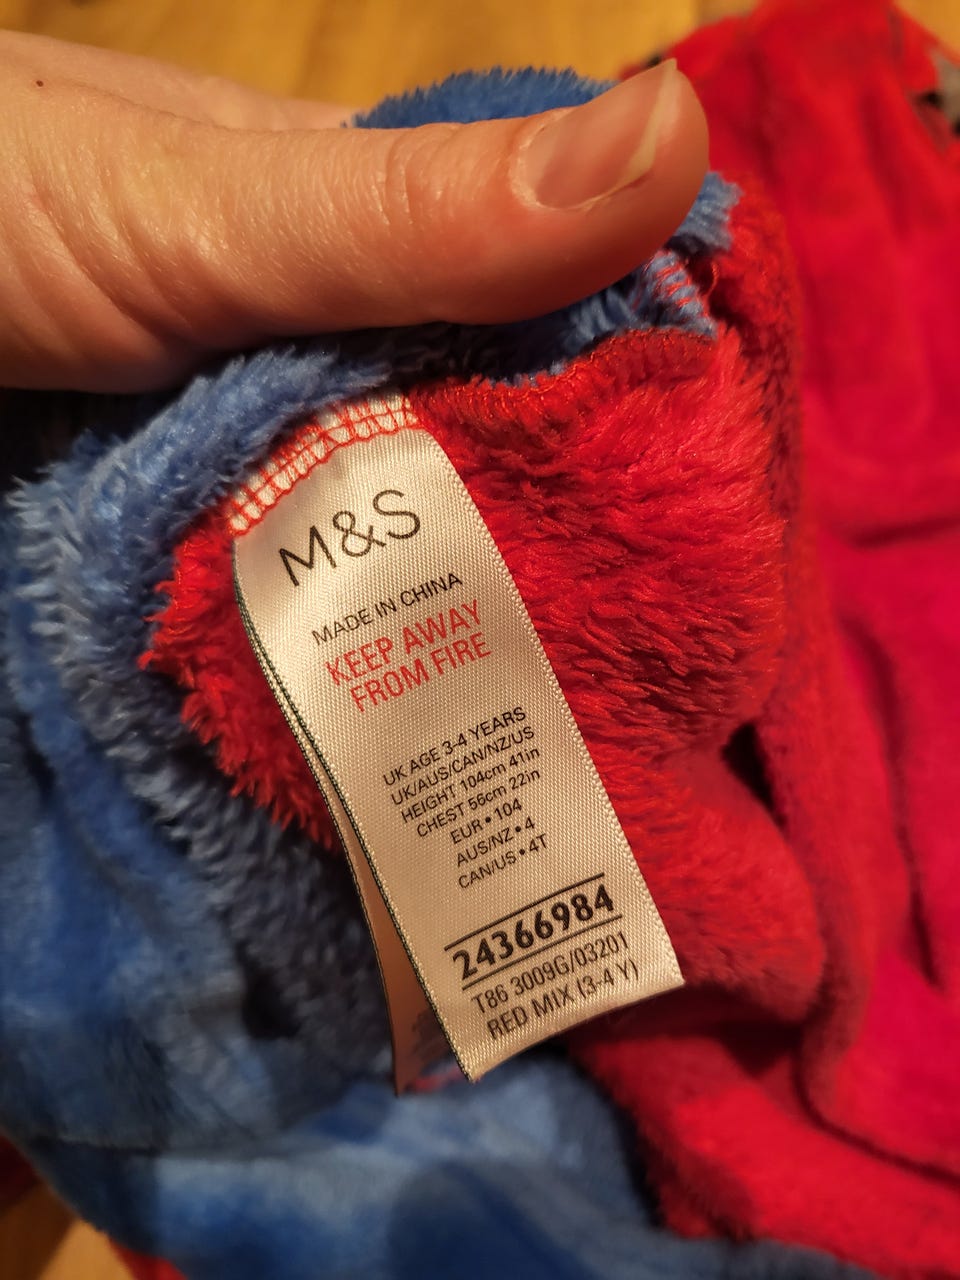 M&S
MADE IN CHINA
KEEP AWAY
FROM FIRE
UK AGE 3-4 YEARS
UK/AUS/CAN/NZ/US
HEIGHT 104cm 41in
CHEST 56cm 22in
EUR • 104
AUS/NZ • 4
CAN/US • 4T
24366984
T86 3009G/03201
RED MIX (3-4 Y)